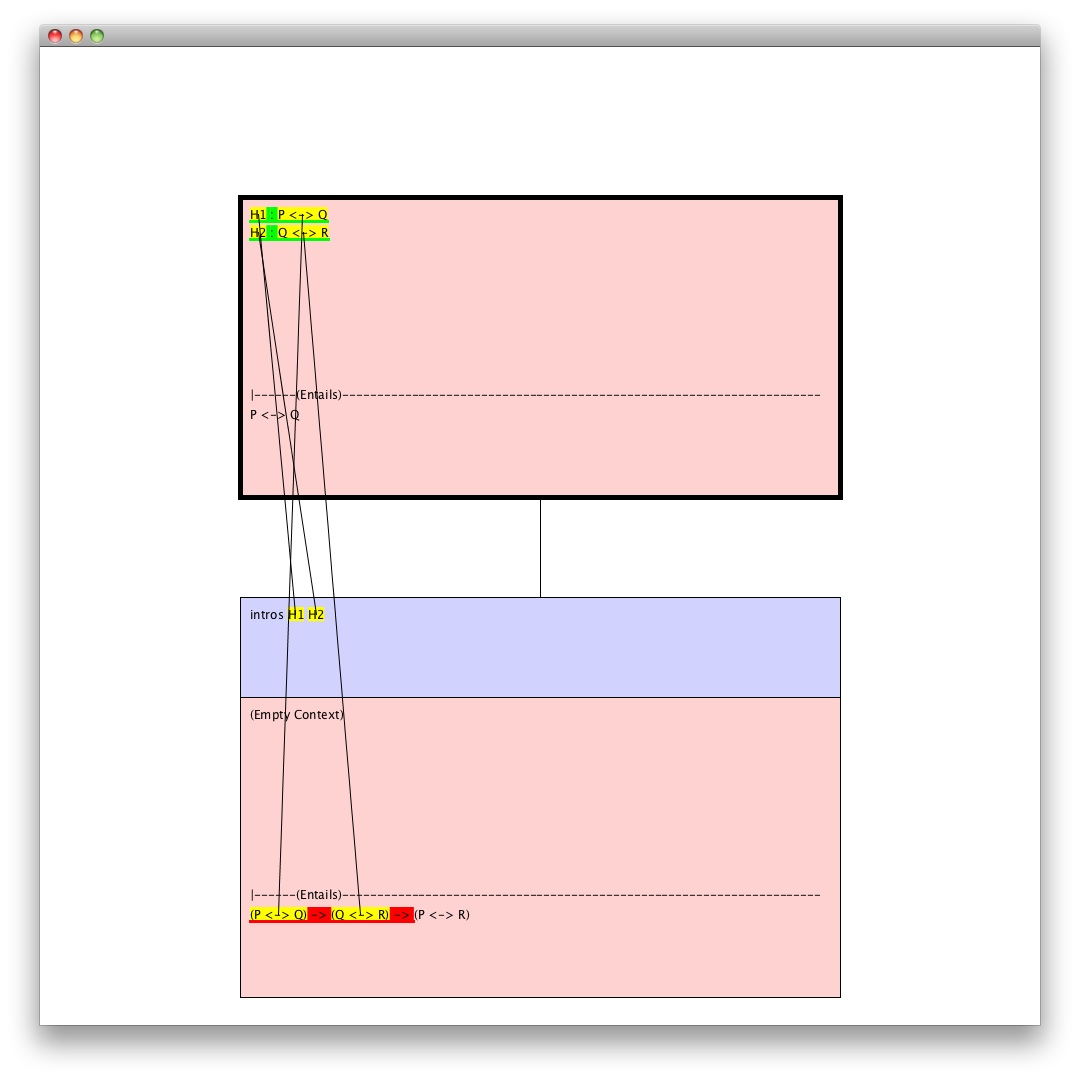 H1 : P <-> Q
H2 : Q <-> R
|------(Entails)--------------------------------------------------------------------
P <-> Q
intros H1 H2
(Empty Context)
|------(Entails)--------------------------------------------------------------------
(P <-> Q) -> (Q <-> R) -> (P <-> R)